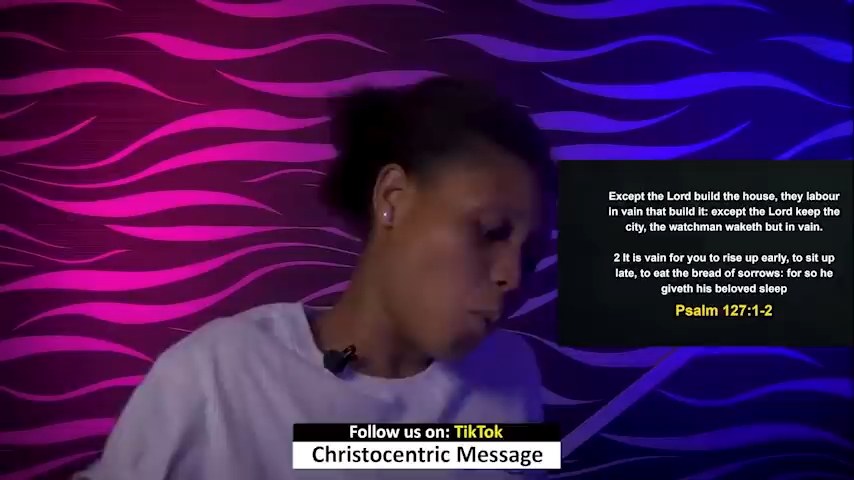 Except the Lord build the house, they labour
in vain that build it: except the Lord keep the
city, the watchman waketh but in vain.
2 It is vain for you to rise up early, to sit up
late, to eat the bread of sorrows: for so he
giveth his beloved sleep
Psalm 127:1-2
Follow us on: TikTok
Christocentric Message